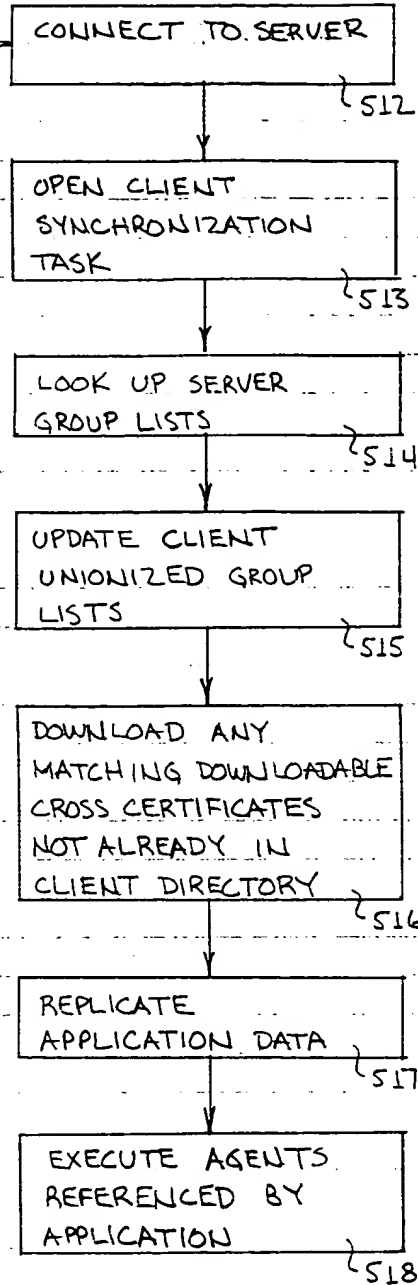 CONNECT TO SERVER
512
OPEN CLIENT
SYNCHRONIZATION
TASK
513
LOOK UP SERVER
GROUP LISTS
514
UPDATE CLIENT
UNIONIZED GROUP
LISTS
515
DOWNLOAD ANY
MATCHING DOWNLOADABLE
CROSS CERTIFICATES
NOT ALREADY IN
CLIENT DIRECTORY
516
REPLICATE
APPLICATION DATA
517
EXECUTE AGENTS
REFERENCED BY
APPLICATION
518